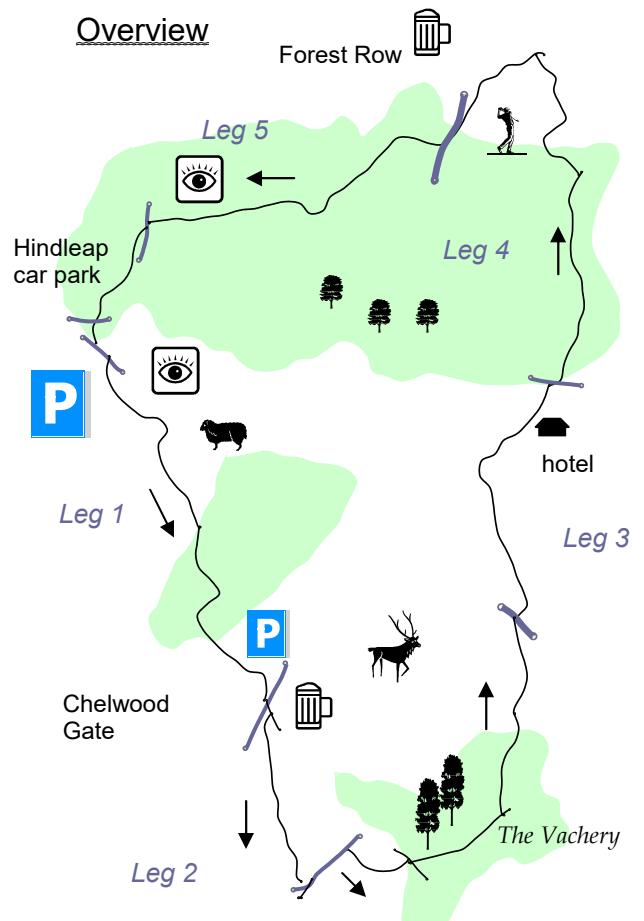 Overview
Forest Row
Leg 5
Hindleap
car park
Leg 4
P
hotel
Leg 1
Leg 3
P
Chelwood
Gate
The Vachery
Leg 2